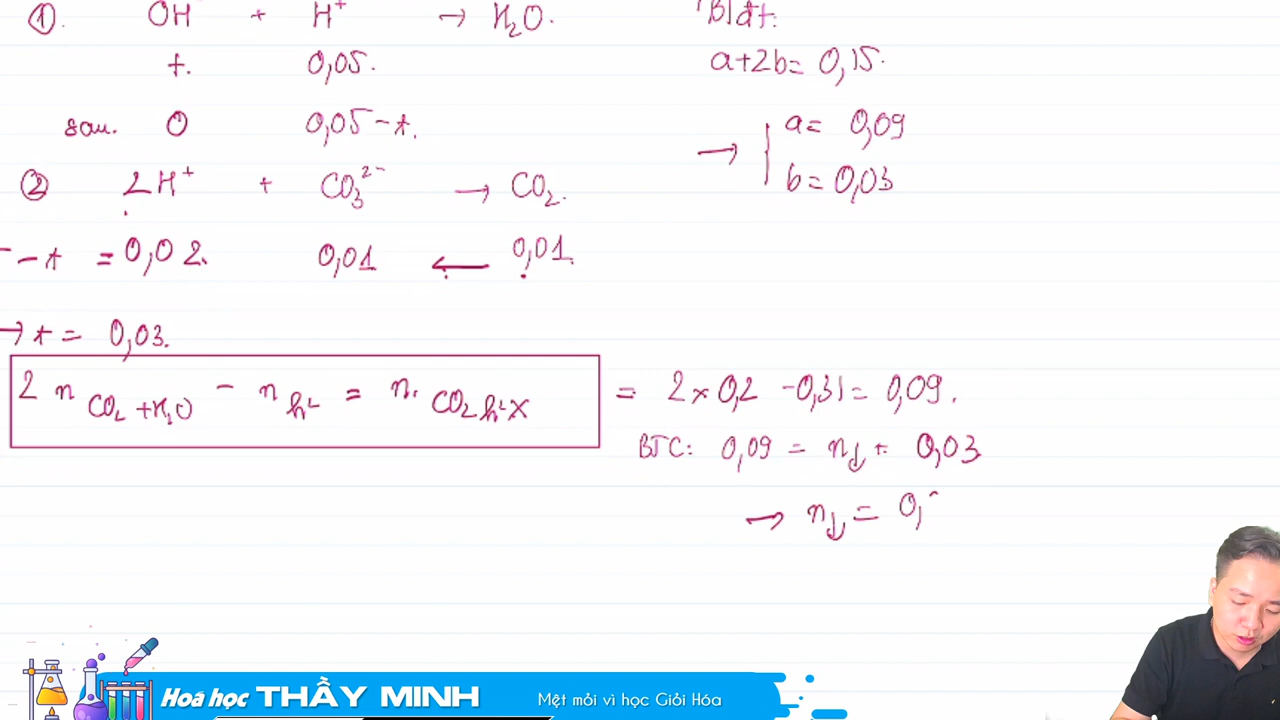 ①. OH⁻ + H⁺ → H₂O.
t. 0,05.
sau. 0 0,05 - t.
② 2H⁺ + CO₃²⁻ → CO₂.
- t = 0,02. 0,01 ← 0,01.
→ t = 0,03.
2 n CO₂ + H₂O - n h² = n. CO₂ h²X = 2 × 0,2 - 0,31 = 0,09.
BTC: 0,09 = n↓ + 0,03
→ n↓ = 0,
BTđt:
a+2b = 0,15.
→ { a = 0,09
b = 0,03
Hoá học THẦY MINH
Mệt mỏi vì học Giỏi Hóa